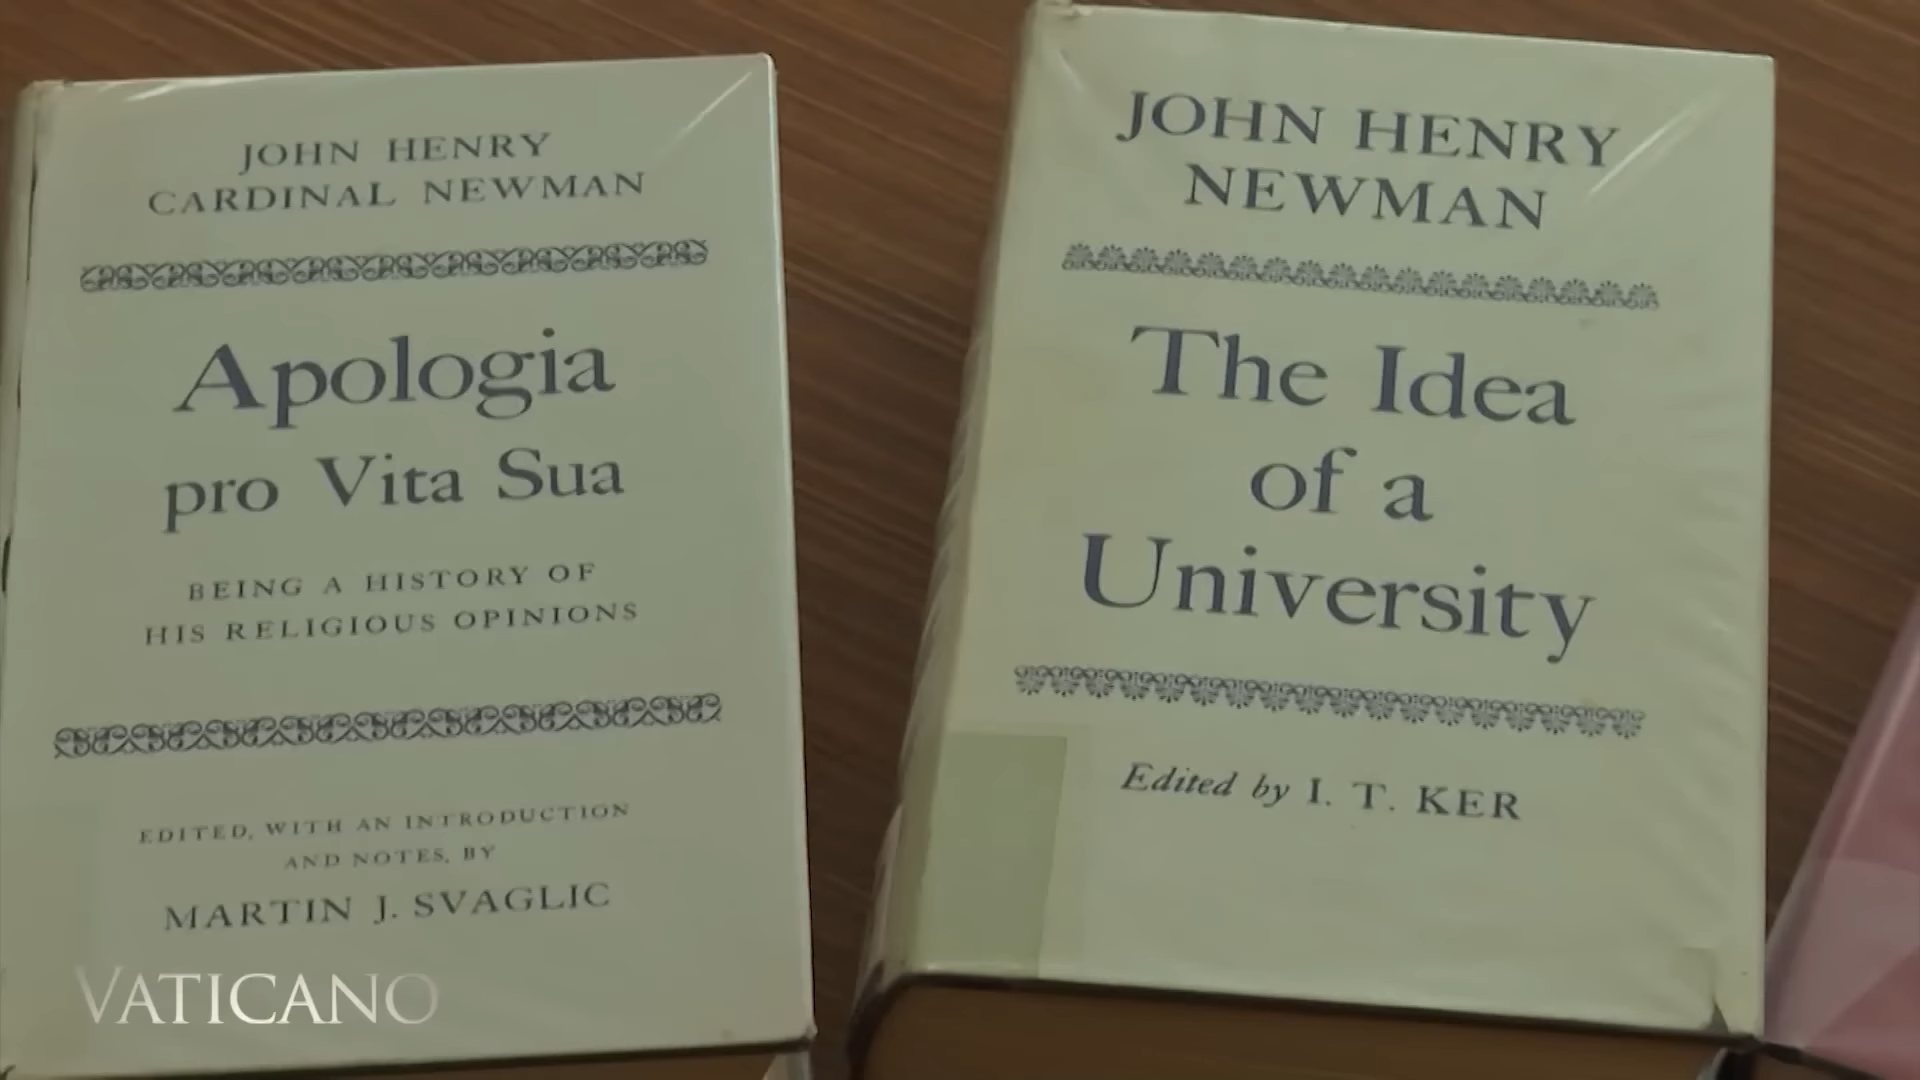 JOHN HENRY
CARDINAL NEWMAN
Apologia
pro Vita Sua
BEING A HISTORY OF
HIS RELIGIOUS OPINIONS
EDITED, WITH AN INTRODUCTION
AND NOTES, BY
MARTIN J. SVAGLIC
JOHN HENRY
NEWMAN
The Idea
of a
University
Edited by I. T. KER
VATICANO